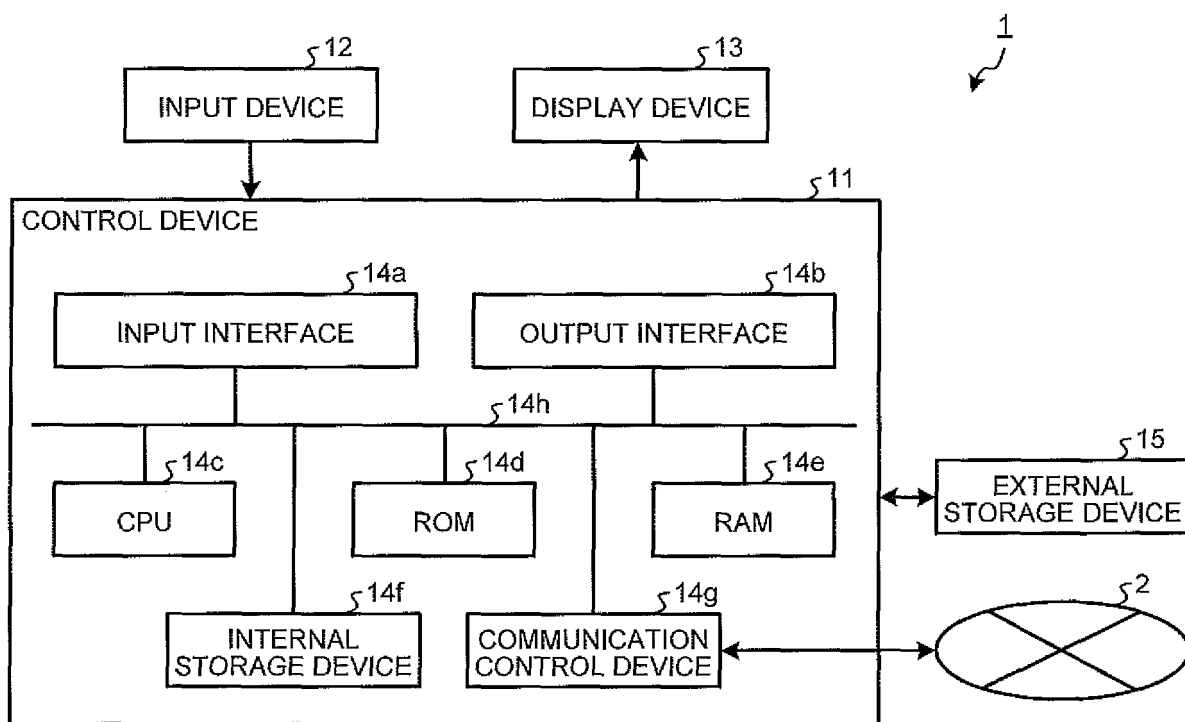 1
12
13
INPUT DEVICE
DISPLAY DEVICE
11
CONTROL DEVICE
14a
14b
INPUT INTERFACE
OUTPUT INTERFACE
14h
14c
14d
14e
15
CPU
ROM
RAM
EXTERNAL
STORAGE DEVICE
14f
14g
2
INTERNAL
STORAGE DEVICE
COMMUNICATION
CONTROL DEVICE